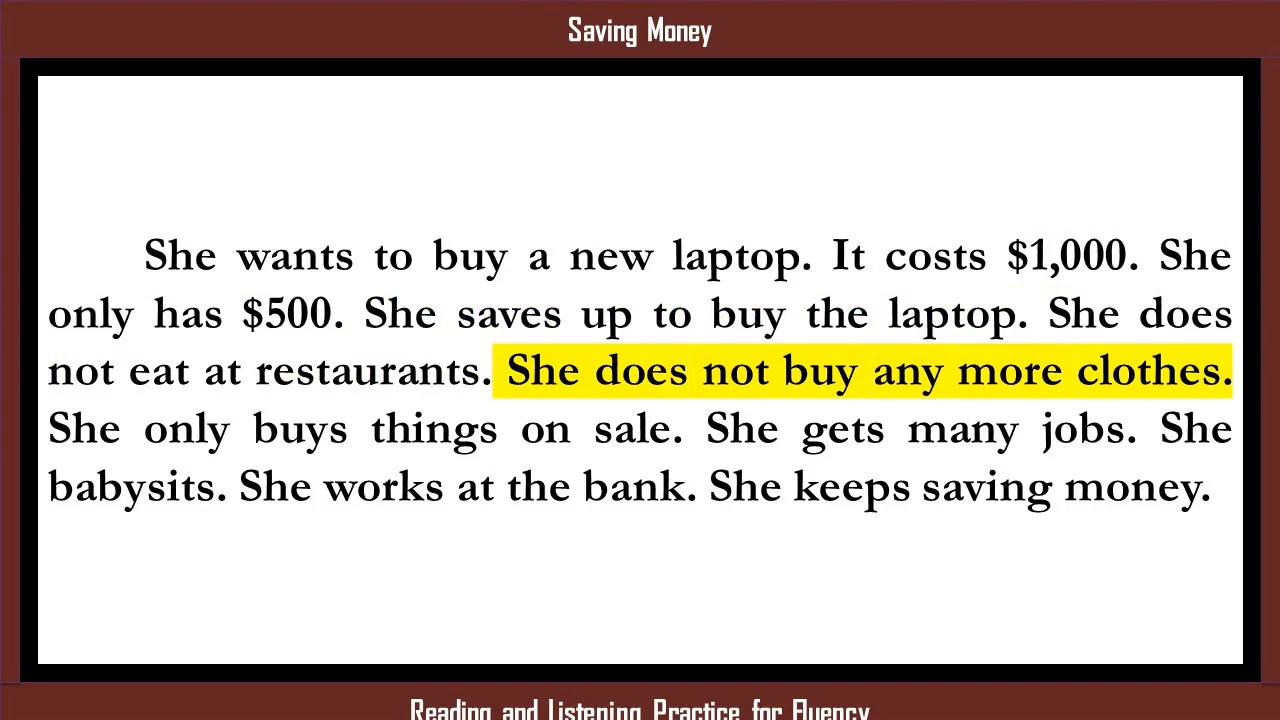 Saving Money
She wants to buy a new laptop. It costs $1,000. She
only has $500. She saves up to buy the laptop. She does
not eat at restaurants. She does not buy any more clothes.
She only buys things on sale. She gets many jobs. She
babysits. She works at the bank. She keeps saving money.
Reading and Listening Practice for Fluency